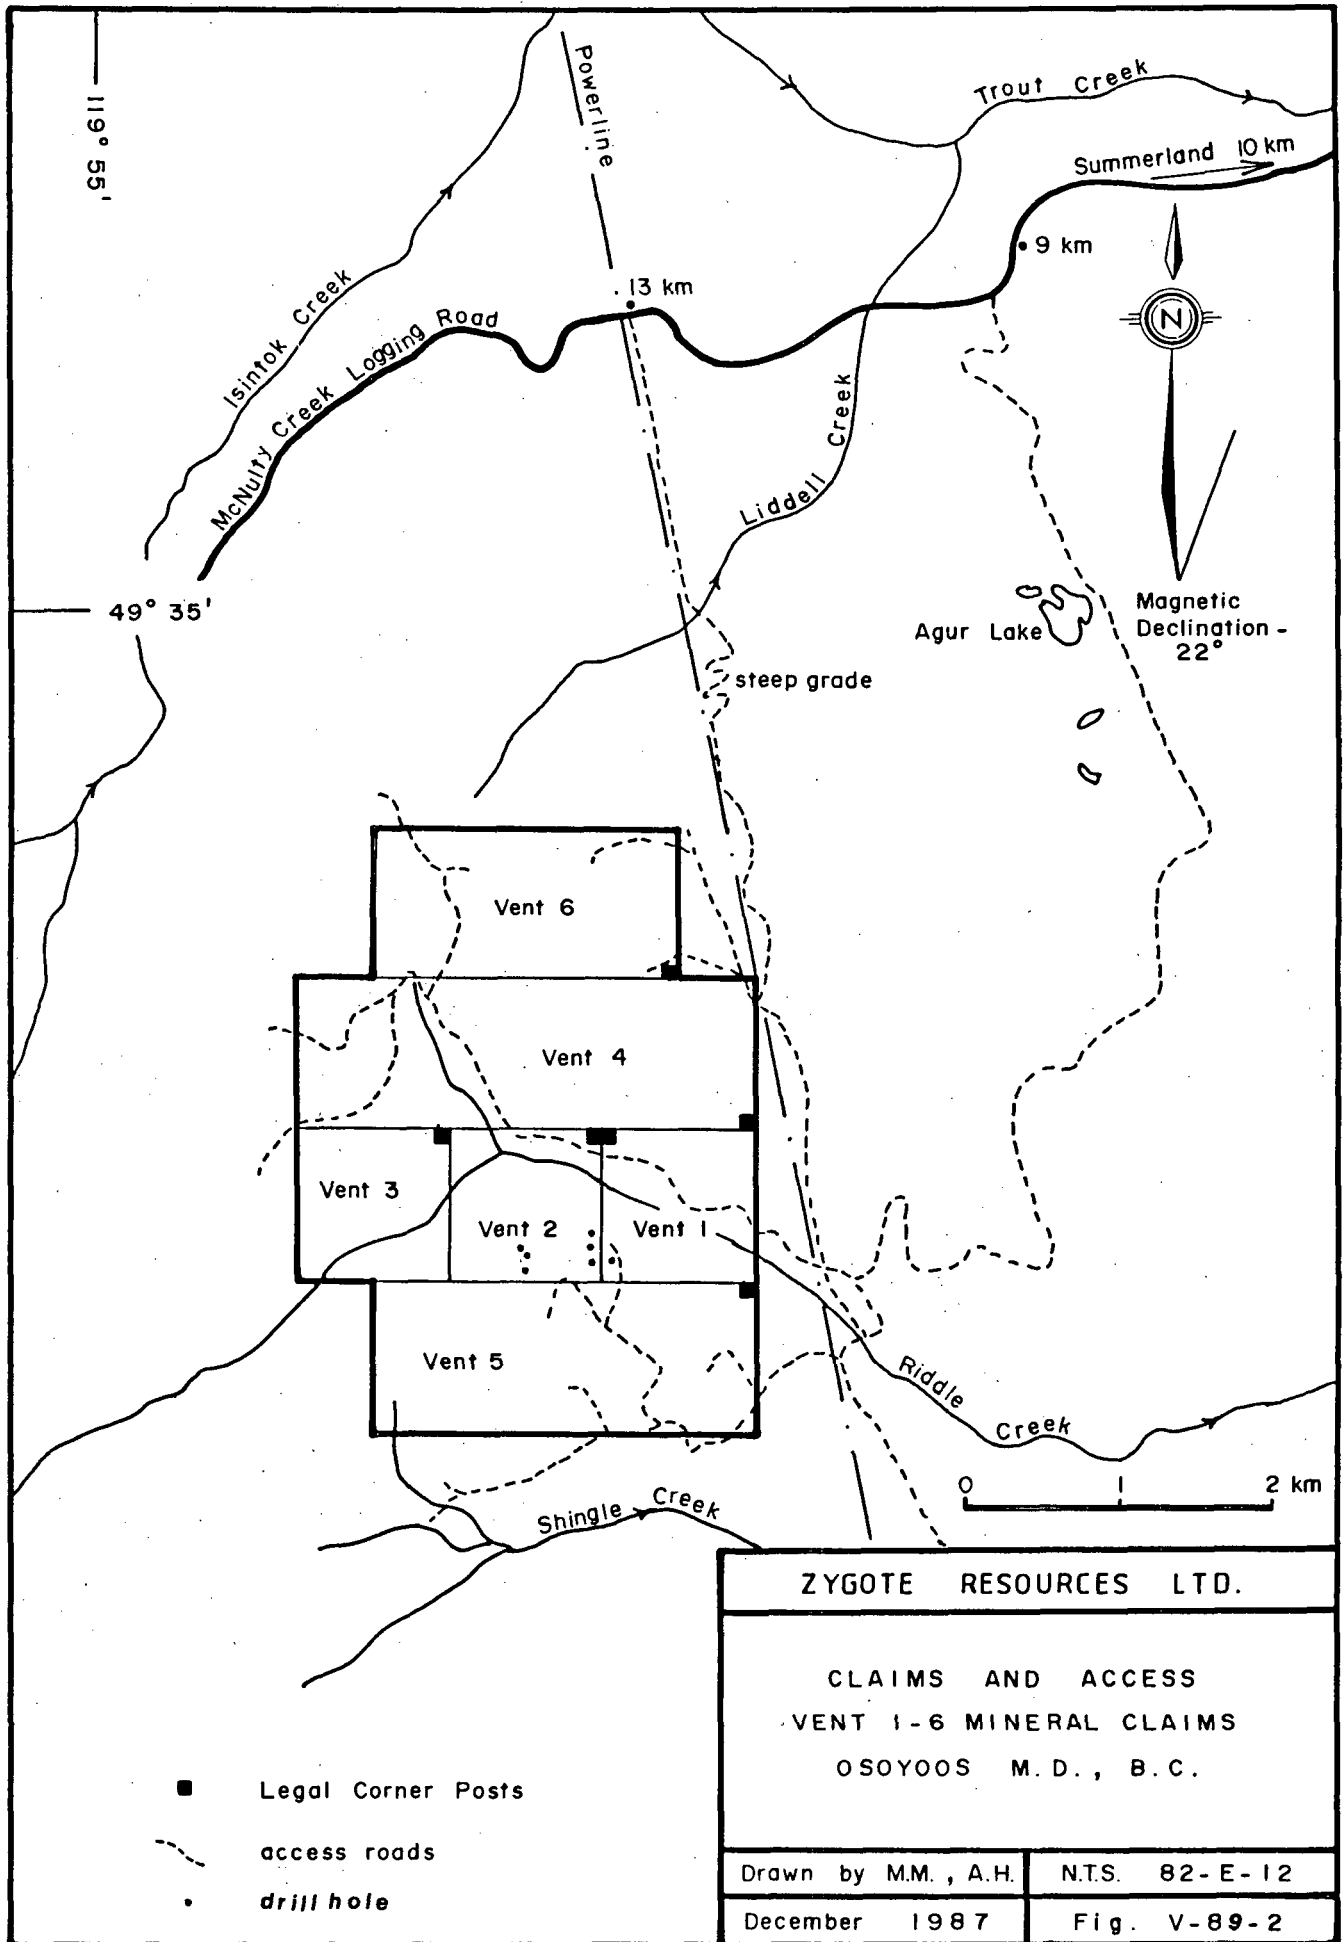 119° 55'
Powerline
Trout Creek
Summerland 10 km
9 km
13 km
N
Isintok Creek
McNulty Creek Logging Road
Liddell Creek
49° 35'
Agur Lake
Magnetic
Declination -
22°
steep grade
Vent 6
Vent 4
Vent 3
Vent 2
Vent 1
Vent 5
Riddle Creek
0 1 2 km
Shingle Creek
ZYGOTE RESOURCES LTD.
CLAIMS AND ACCESS
VENT 1-6 MINERAL CLAIMS
OSOYOOS M.D., B.C.
Legal Corner Posts
access roads
drill hole
Drawn by M.M., A.H.
N.T.S. 82-E-12
December 1987
Fig. V-89-2